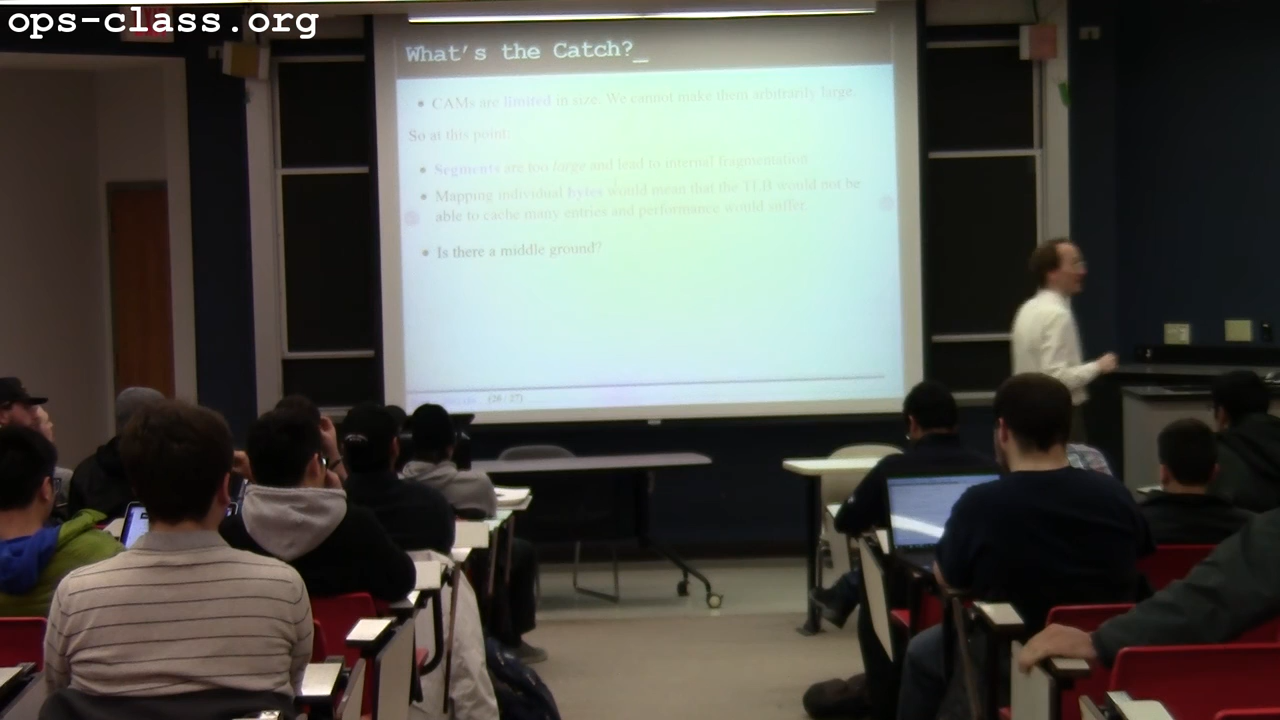 ops-class.org
What's the Catch?_
• CAMs are limited in size. We cannot make them arbitrarily large.
So at this point:
• Segments are too large and lead to internal fragmentation.
• Mapping individual bytes would mean that the TLB would not be
able to cache many entries and performance would suffer.
• Is there a middle ground?